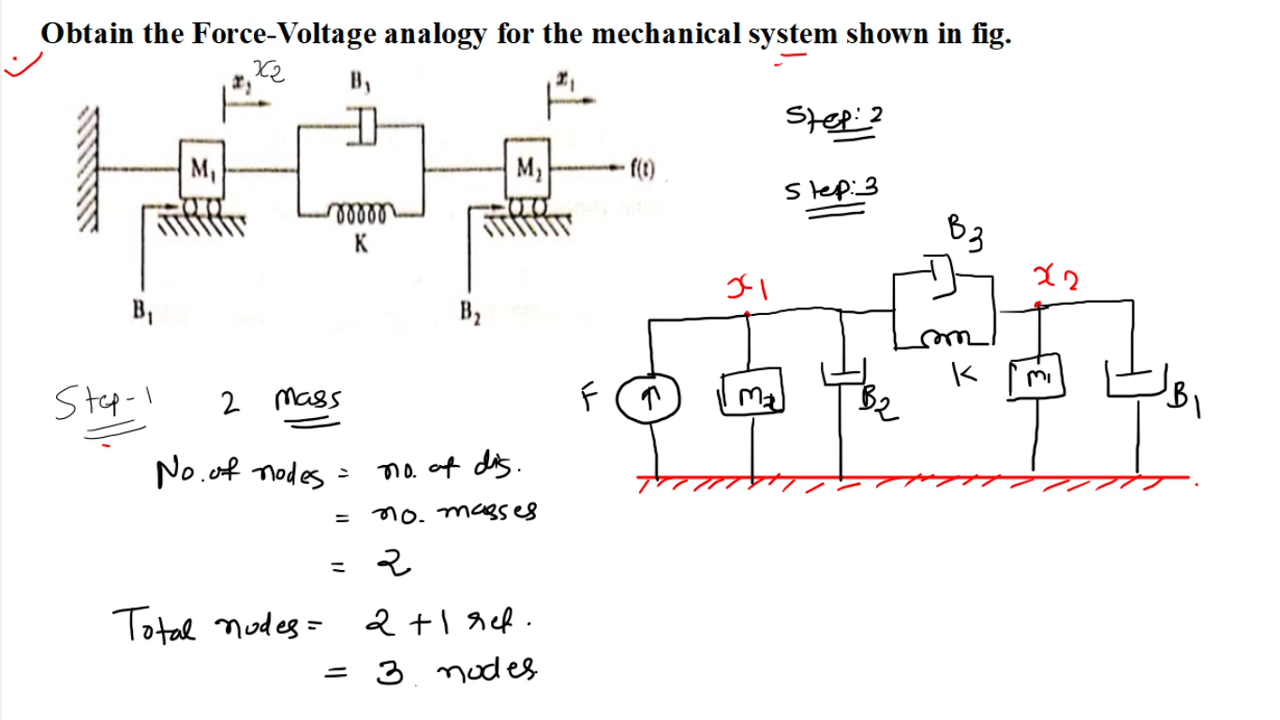 Obtain the Force-Voltage analogy for the mechanical system shown in fig.
x2 x2 B3 x1
M1 M2 f(t)
K
B1 B2
Step:2
Step:3
B3
x1 x2
F M2 B2 K M1 B1
Step-1 2 mass
No. of nodes = no. of dis.
= no. masses
= 2
Total nodes = 2 + 1 ref.
= 3 nodes